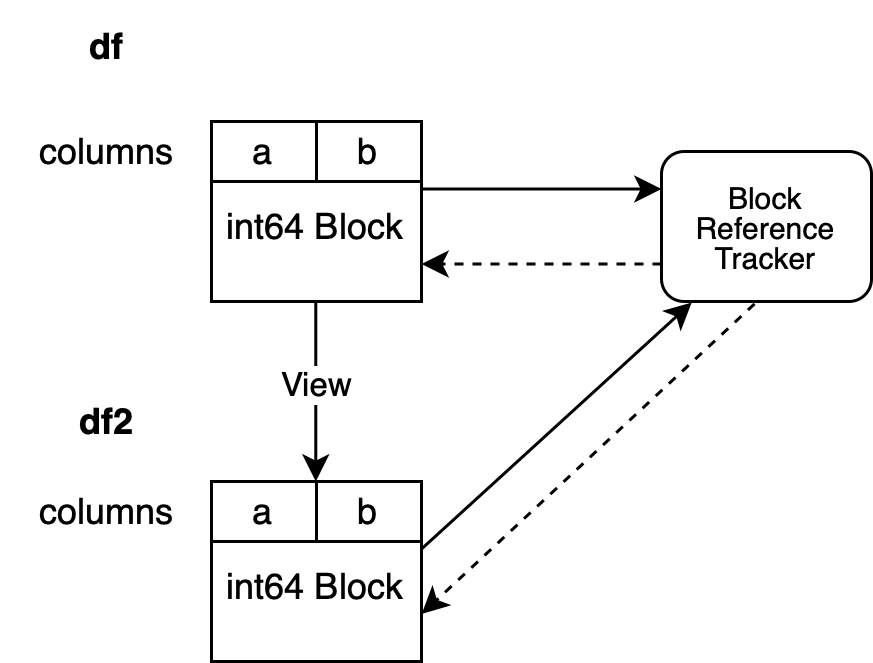 df
columns
a b
int64 Block
Block
Reference
Tracker
View
df2
columns
a b
int64 Block